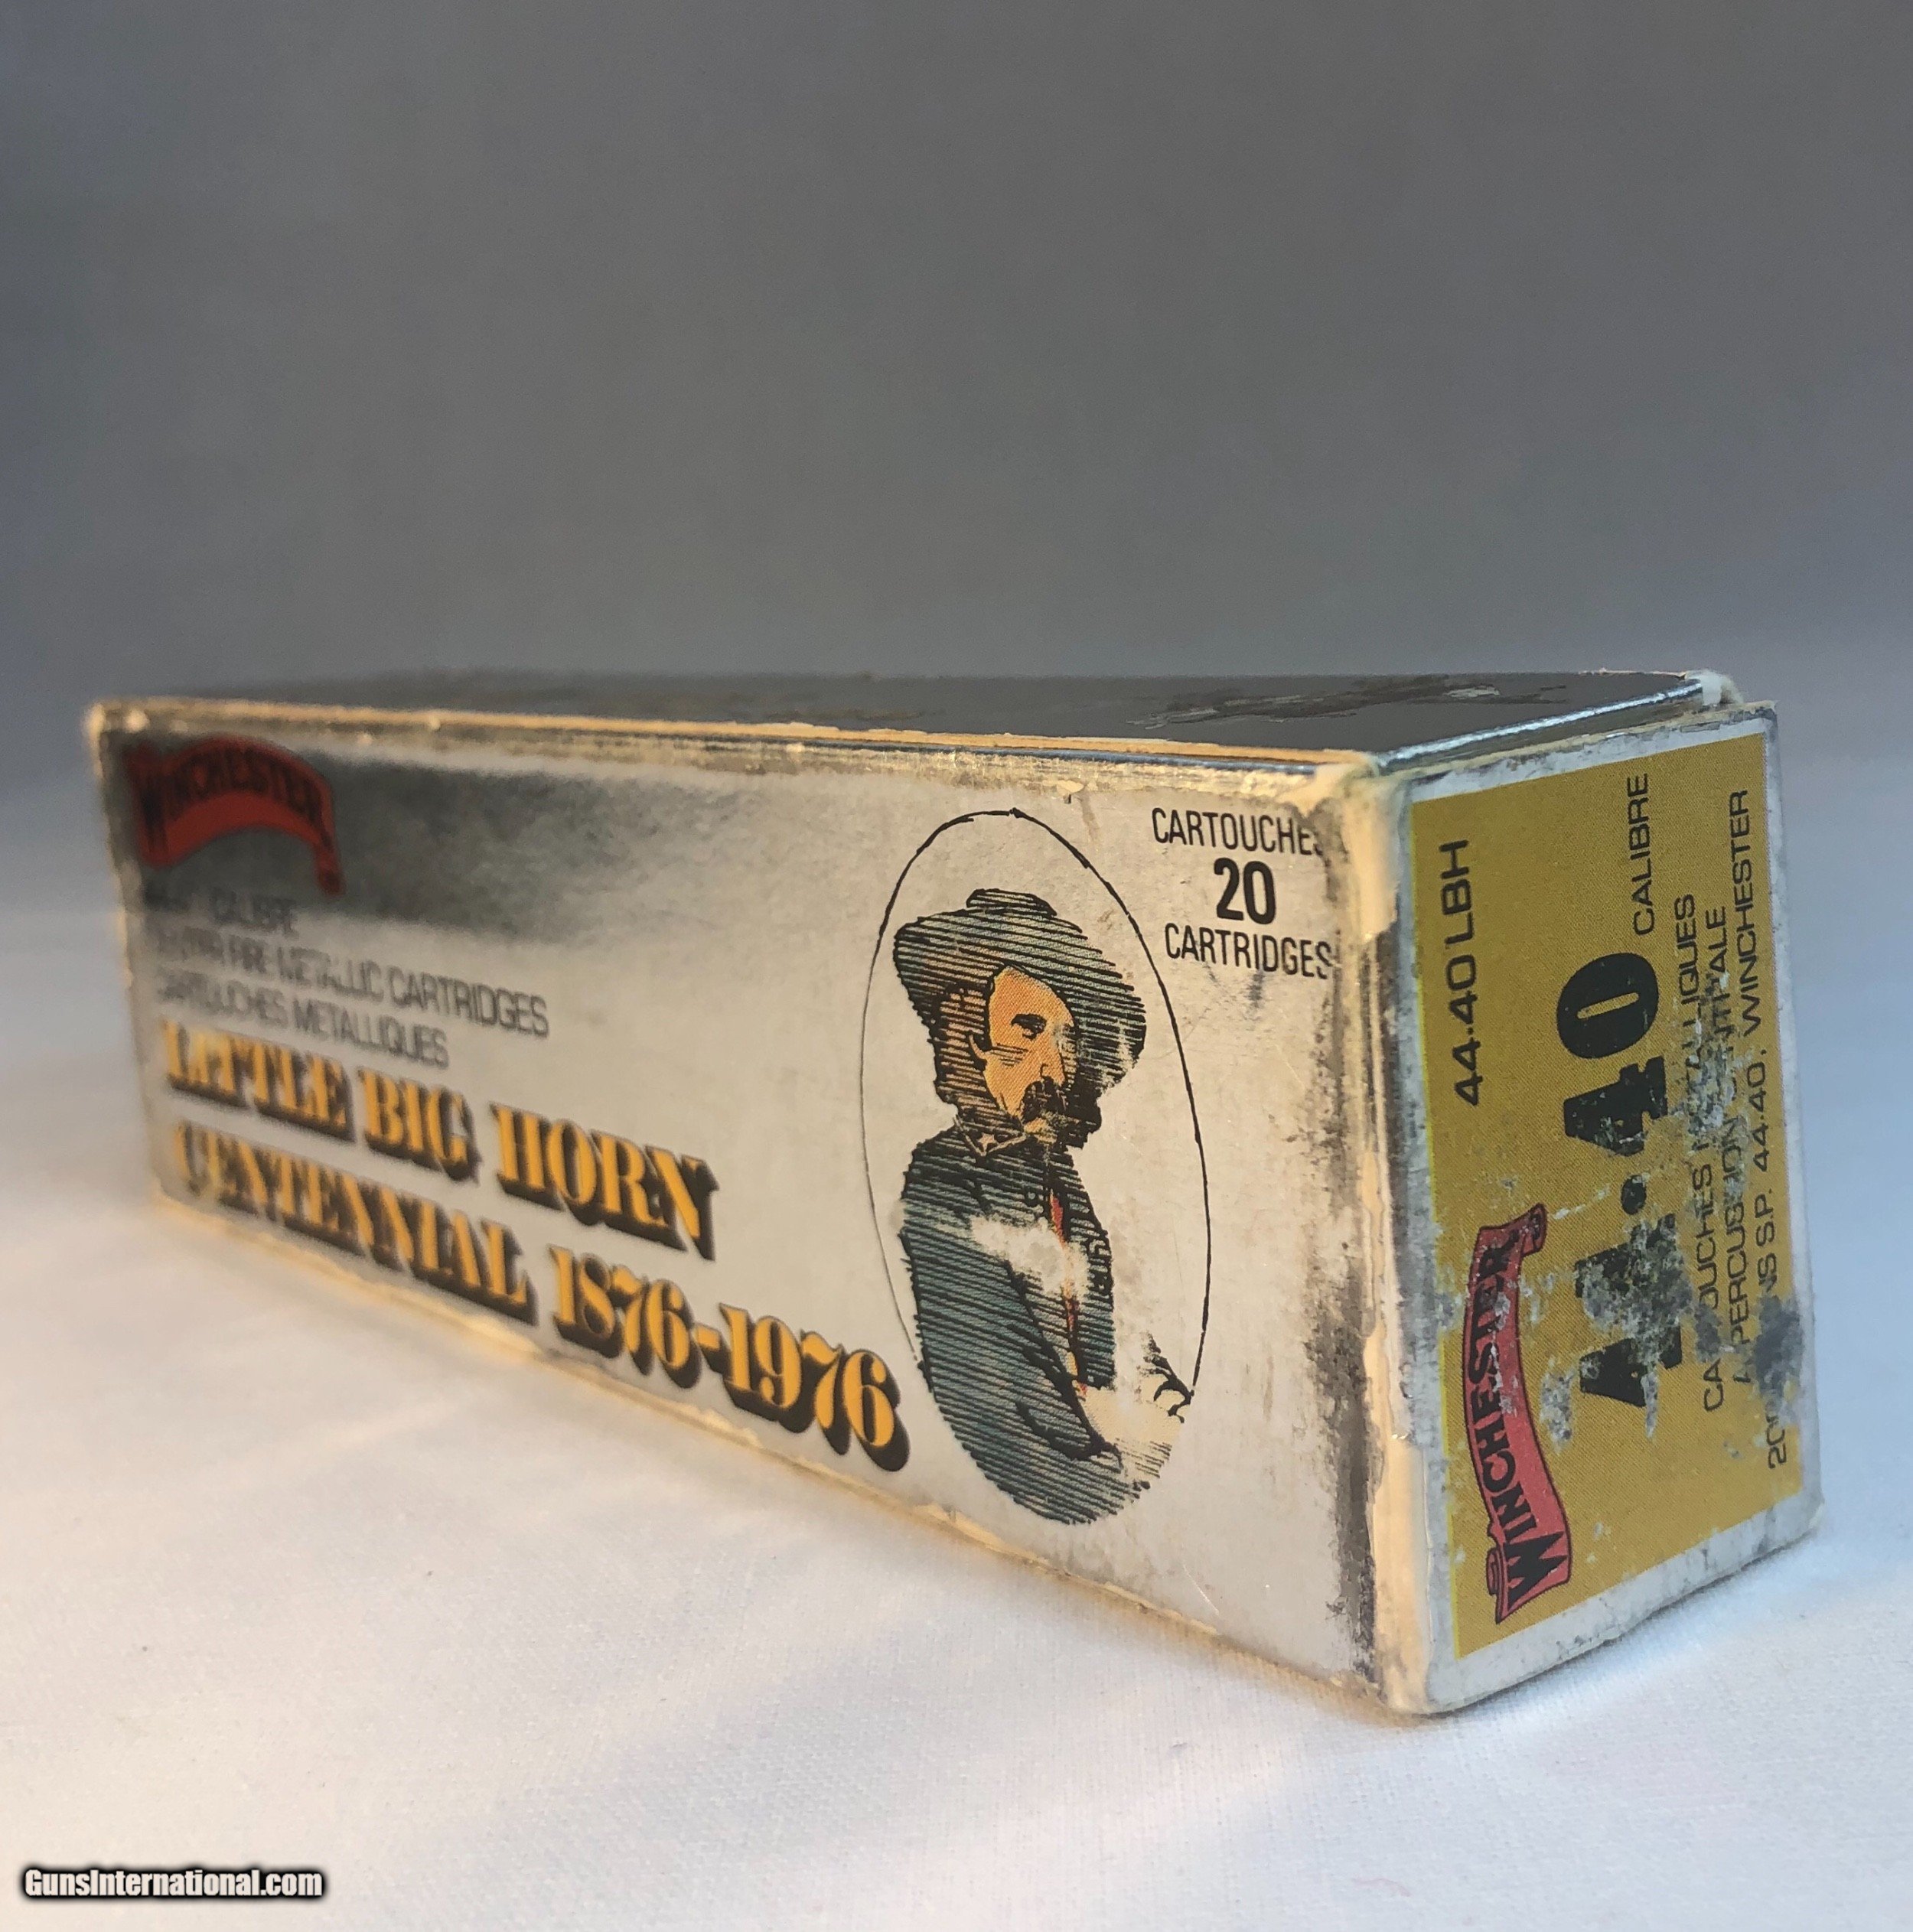 WINCHESTER
CALIBRE
FIRE METALLIC CARTRIDGES
CARTOUCHES METALLIQUES
LITTLE BIG HORN
CENTENNIAL 1876-1976
CARTOUCHES
20
CARTRIDGES
44.40 LBH
WINCHESTER
44.40 CALIBRE
A PERCUSSION
S.P. 44.40, WINCHESTER
GunsInternational.com